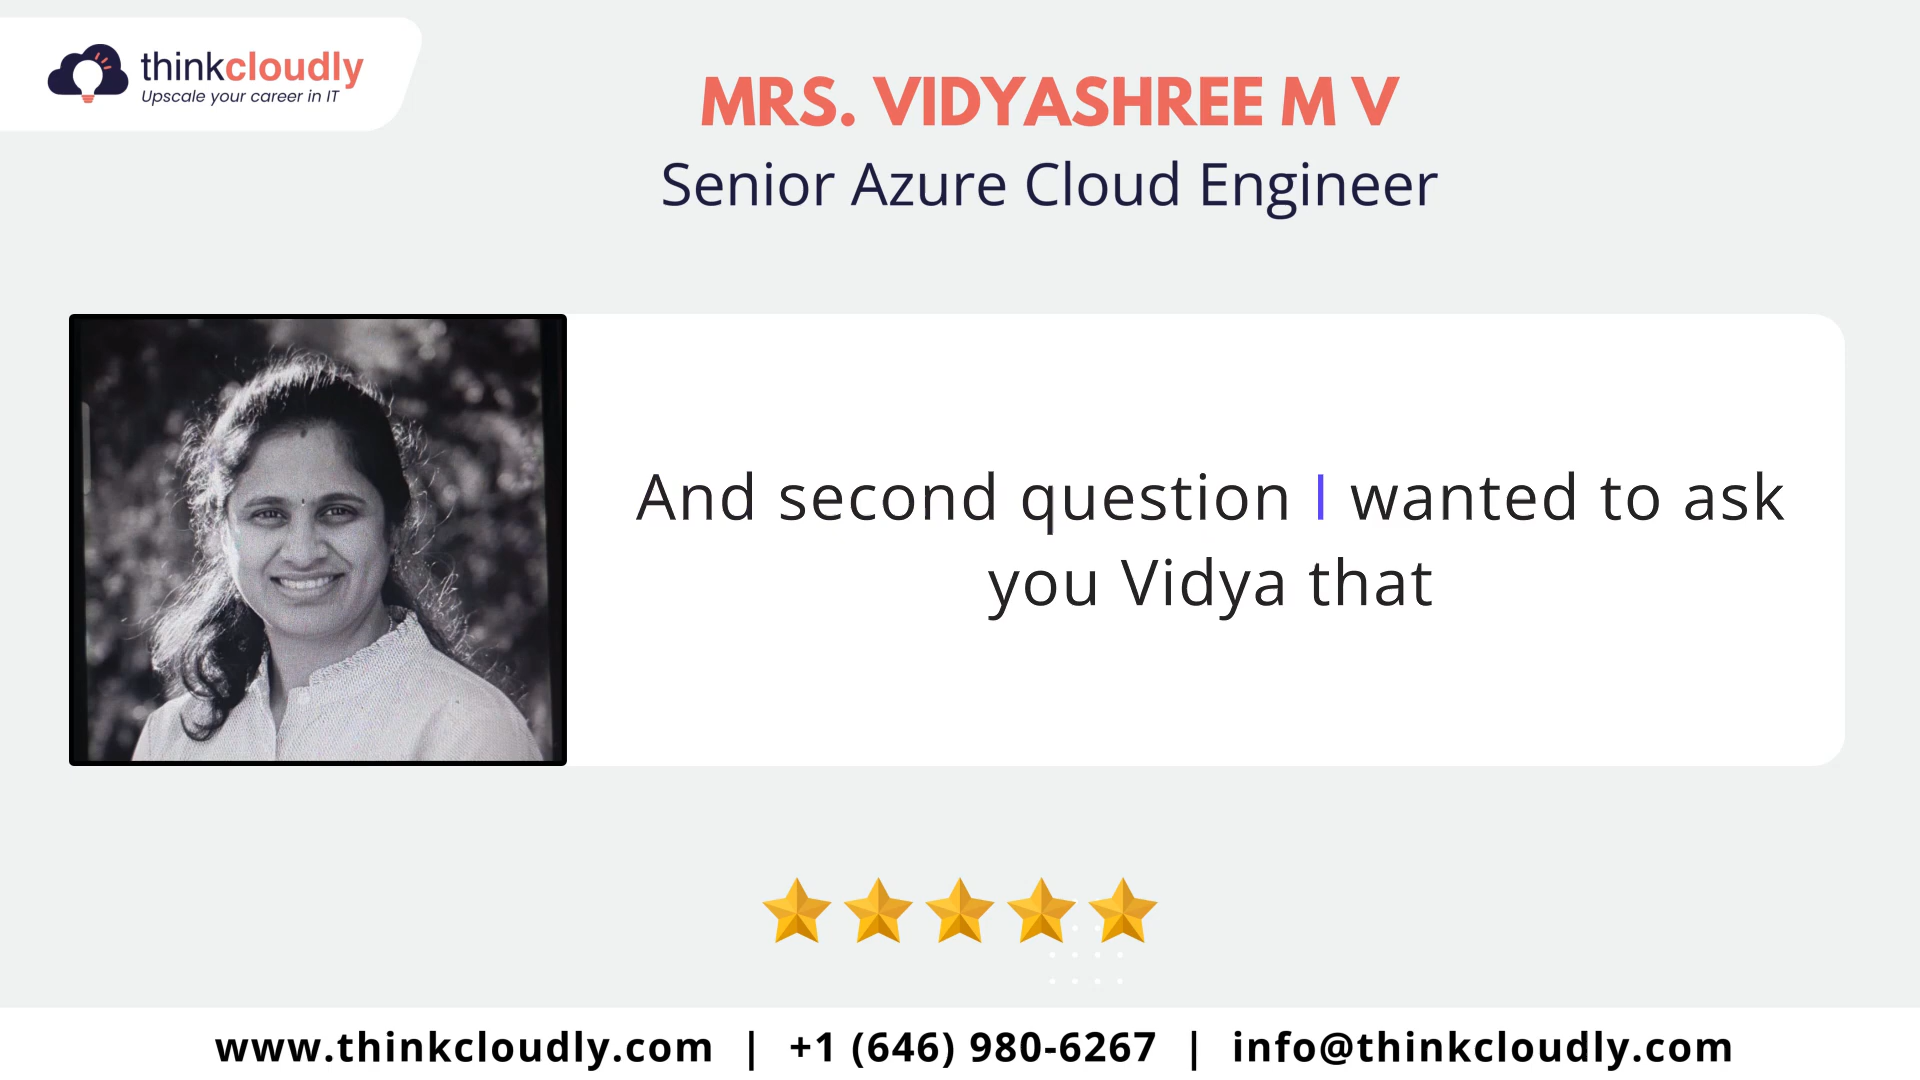 thinkcloudly
Upscale your career in IT
MRS. VIDYASHREE M V
Senior Azure Cloud Engineer
And second question I wanted to ask
you Vidya that
www.thinkcloudly.com | +1 (646) 980-6267 | info@thinkcloudly.com